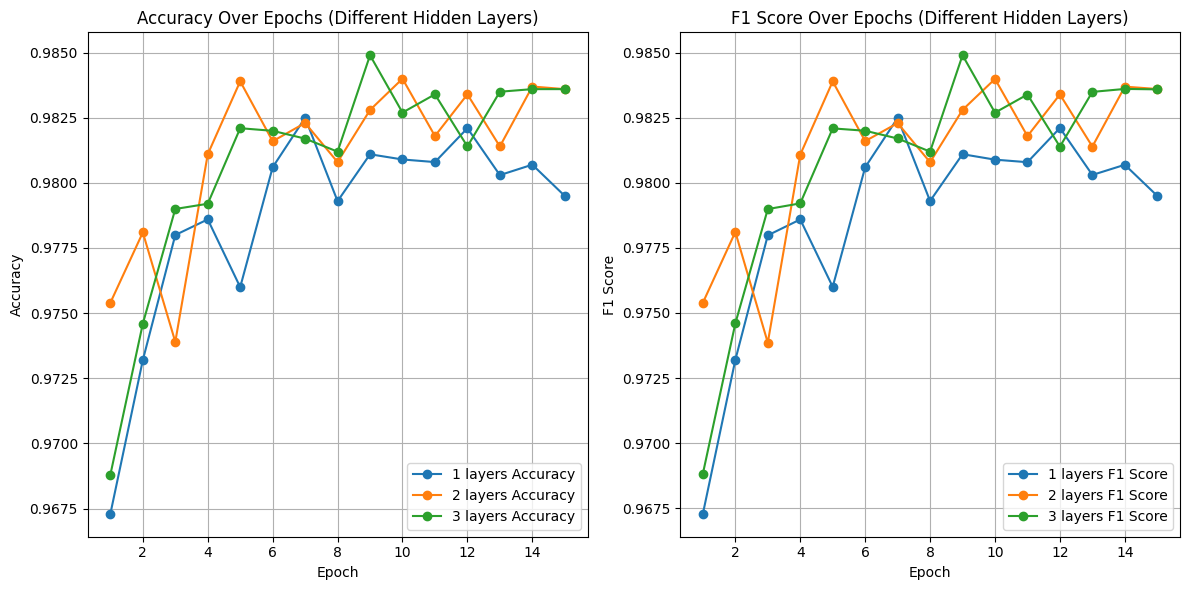 Accuracy Over Epochs (Different Hidden Layers)
0.9850
0.9825
0.9800
0.9775
0.9750
0.9725
0.9700
0.9675
Accuracy
2 4 6 8 10 12 14
Epoch
1 layers Accuracy
2 layers Accuracy
3 layers Accuracy
F1 Score Over Epochs (Different Hidden Layers)
0.9850
0.9825
0.9800
0.9775
0.9750
0.9725
0.9700
0.9675
F1 Score
2 4 6 8 10 12 14
Epoch
1 layers F1 Score
2 layers F1 Score
3 layers F1 Score